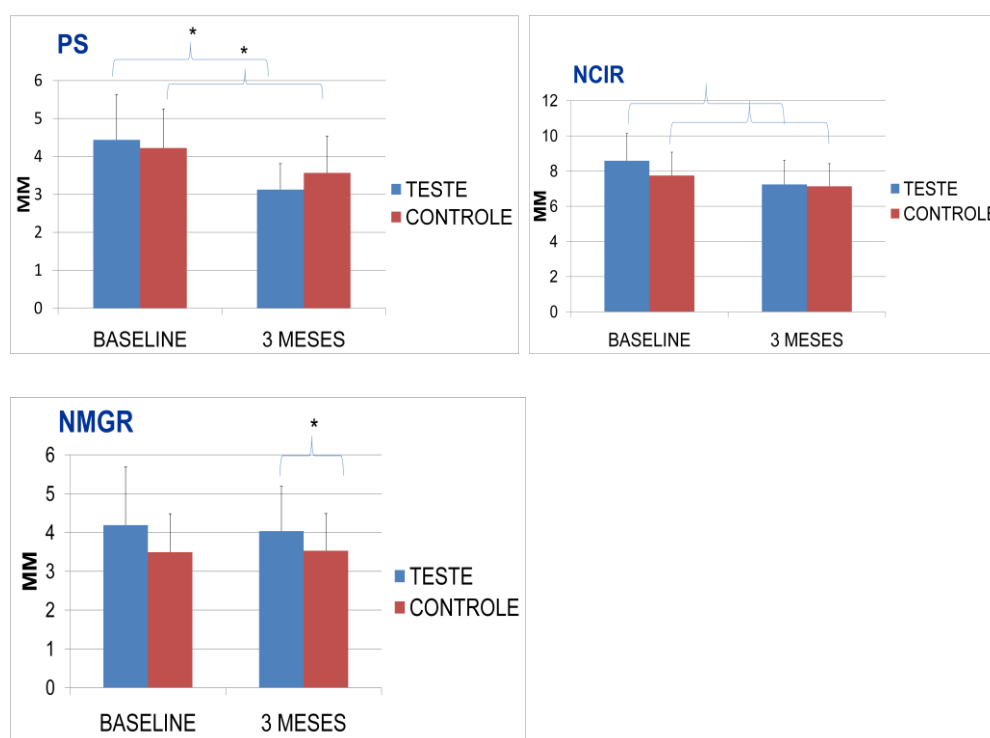 PS
*
*
6
5
4
3
2
1
0
MM
BASELINE
3 MESES
TESTE
CONTROLE
NCIR
12
10
8
6
4
2
0
MM
BASELINE
3 MESES
TESTE
CONTROLE
NMGR
*
6
5
4
3
2
1
0
MM
BASELINE
3 MESES
TESTE
CONTROLE